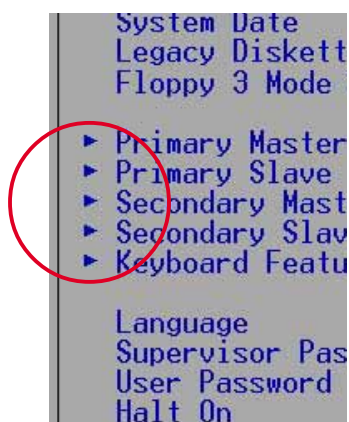 System Date
Legacy Diskett
Floppy 3 Mode
Primary Master
Primary Slave
Secondary Mast
Secondary Slav
Keyboard Featu
Language
Supervisor Pas
User Password
Halt On